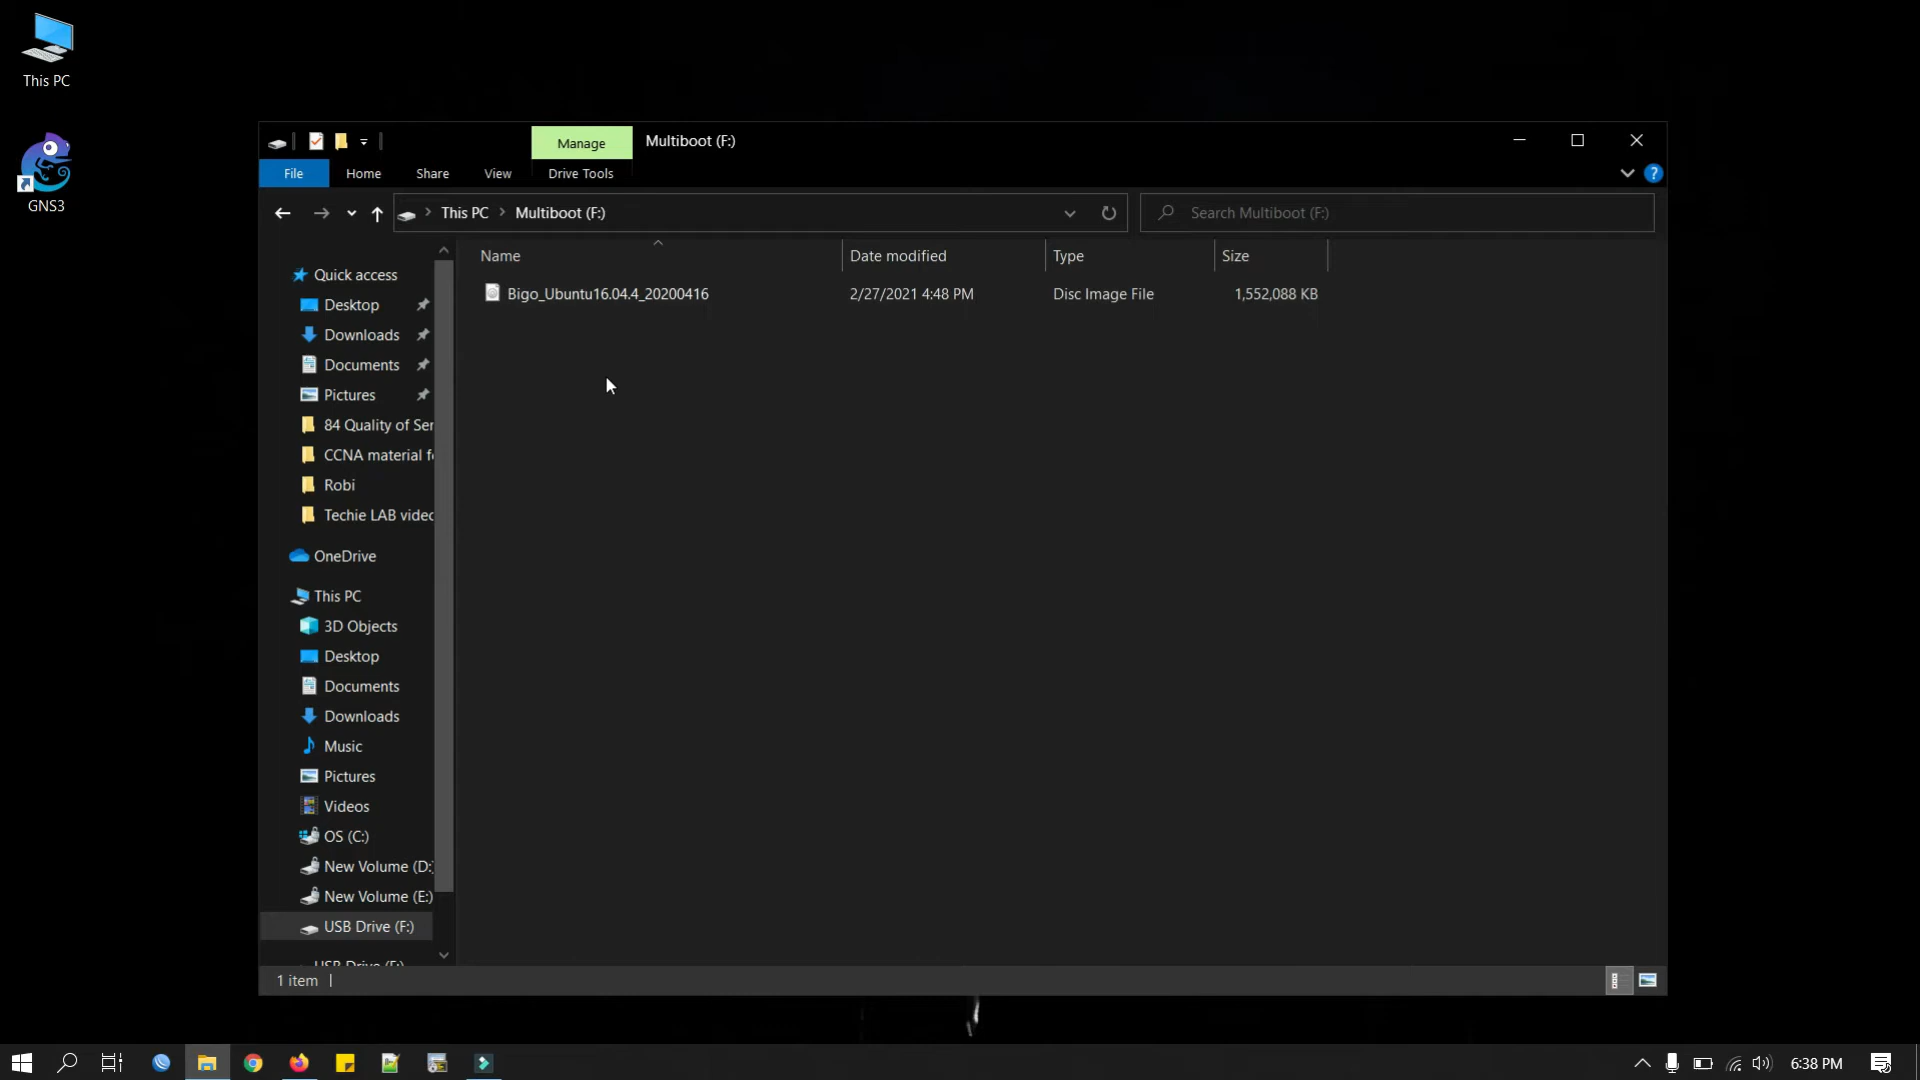 This PC
GNS3
Manage
Multiboot (F:)
File
Home
Share
View
Drive Tools
?
This PC
Multiboot (F:)
Search Multiboot (F:)
Name
Date modified
Type
Size
Bigo_Ubuntu16.04.4_20200416
2/27/2021 4:48 PM
Disc Image File
1,552,088 KB
Quick access
Desktop
Downloads
Documents
Pictures
84 Quality of Ser
CCNA material f
Robi
Techie LAB videc
OneDrive
This PC
3D Objects
Desktop
Documents
Downloads
Music
Pictures
Videos
OS (C:)
New Volume (D:)
New Volume (E:)
USB Drive (F:)
USB Drive (F:)
1 item
6:38 PM